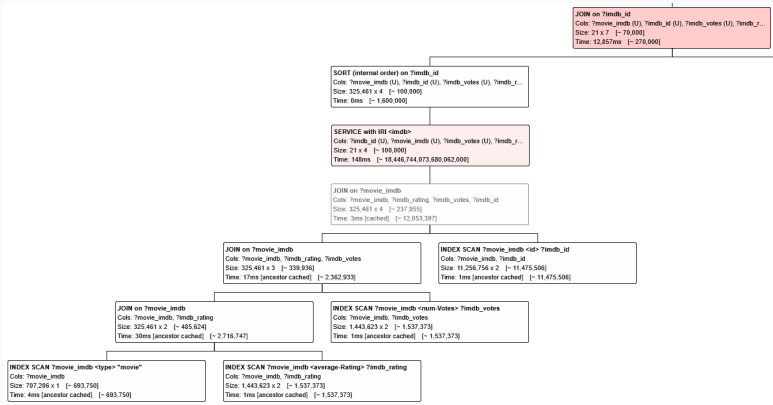 JOIN on ?imdb_id
Cols: ?movie_imdb (U), ?imdb_id (U), ?imdb_votes (U), ?imdb_r...
Size: 21 x 7 [~ 70,000]
Time: 12,857ms [~ 270,000]
SORT (internal order) on ?imdb_id
Cols: ?movie_imdb (U), ?imdb_id (U), ?imdb_votes (U), ?imdb_r...
Size: 325,461 x 4 [~ 100,000]
Time: 0ms [~ 1,600,000]
SERVICE with IRI <imdb>
Cols: ?imdb_id (U), ?movie_imdb (U), ?imdb_votes (U), ?imdb_r...
Size: 21 x 4 [~ 100,000]
Time: 148ms [~ 18,446,744,073,680,062,000]
JOIN on ?movie_imdb
Cols: ?movie_imdb, ?imdb_rating, ?imdb_votes, ?imdb_id
Size: 325,461 x 4 [~ 237,955]
Time: 3ms [cached] [~ 12,053,397]
JOIN on ?movie_imdb
Cols: ?movie_imdb, ?imdb_rating, ?imdb_votes
Size: 325,461 x 3 [~ 339,936]
Time: 17ms [ancestor cached] [~ 2,362,933]
INDEX SCAN ?movie_imdb <id> ?imdb_id
Cols: ?movie_imdb, ?imdb_id
Size: 11,256,756 x 2 [~ 11,475,506]
Time: 1ms [ancestor cached] [~ 11,475,506]
JOIN on ?movie_imdb
Cols: ?movie_imdb, ?imdb_rating
Size: 325,461 x 2 [~ 485,624]
Time: 30ms [ancestor cached] [~ 2,716,747]
INDEX SCAN ?movie_imdb <num-Votes> ?imdb_votes
Cols: ?movie_imdb, ?imdb_votes
Size: 1,443,623 x 2 [~ 1,537,373]
Time: 1ms [ancestor cached] [~ 1,537,373]
INDEX SCAN ?movie_imdb <type> "movie"
Cols: ?movie_imdb
Size: 707,206 x 1 [~ 693,750]
Time: 4ms [ancestor cached] [~ 693,750]
INDEX SCAN ?movie_imdb <average-Rating> ?imdb_rating
Cols: ?movie_imdb, ?imdb_rating
Size: 1,443,623 x 2 [~ 1,537,373]
Time: 1ms [ancestor cached] [~ 1,537,373]